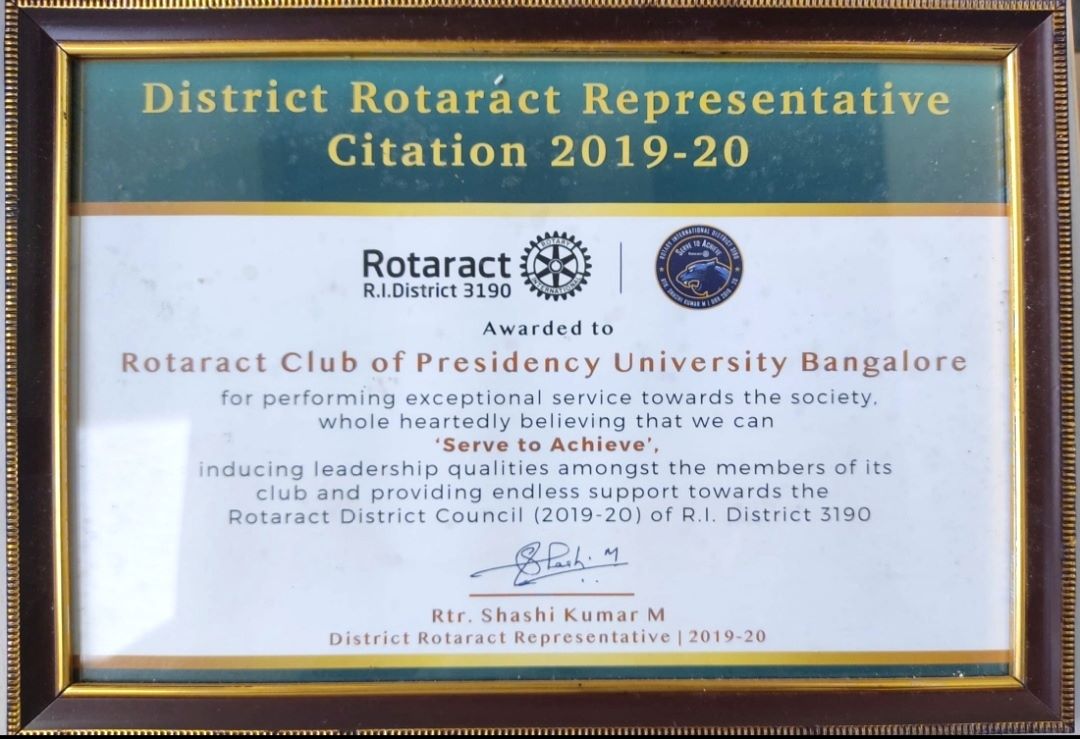 District Rotaract Representative
Citation 2019-20
Rotaract
R.I.District 3190
ROTARY
INTERNATIONAL
ROTARY INTERNATIONAL DISTRICT 3190
SERVE TO ACHIEVE
RTR. SHASHI KUMAR M | DRR 2019 - 20
Awarded to
Rotaract Club of Presidency University Bangalore
for performing exceptional service towards the society,
whole heartedly believing that we can
‘Serve to Achieve’,
inducing leadership qualities amongst the members of its
club and providing endless support towards the
Rotaract District Council (2019-20) of R.I. District 3190
Shashi. M
Rtr. Shashi Kumar M
District Rotaract Representative | 2019-20